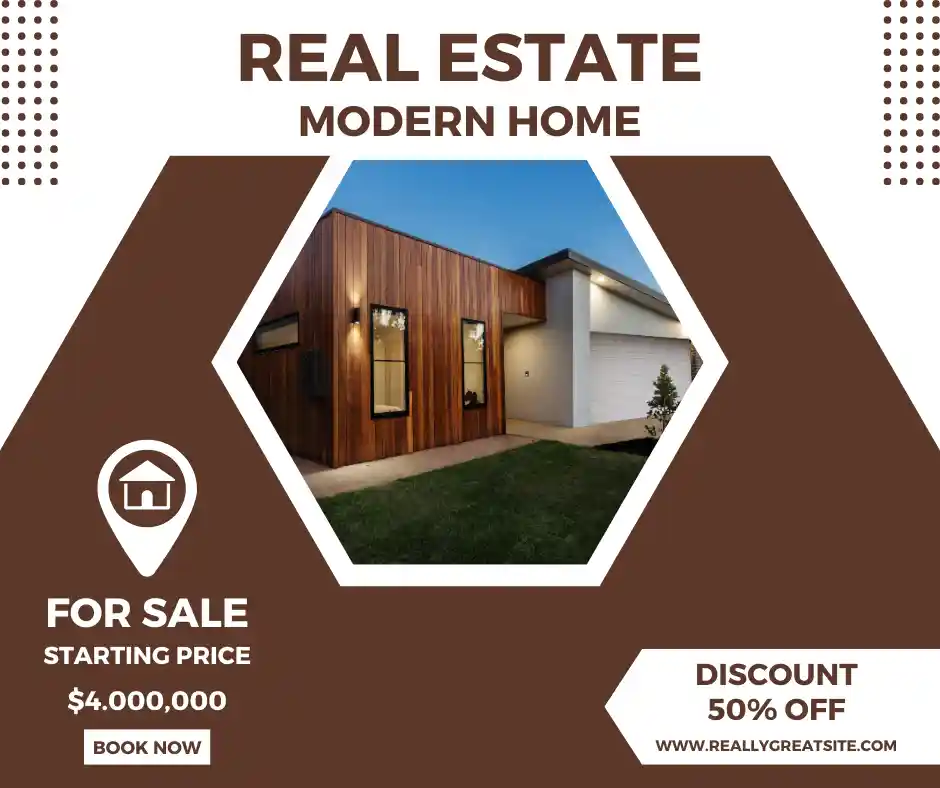 REAL ESTATE
MODERN HOME
FOR SALE
STARTING PRICE
$4.000,000
BOOK NOW
DISCOUNT
50% OFF
WWW.REALLYGREATSITE.COM